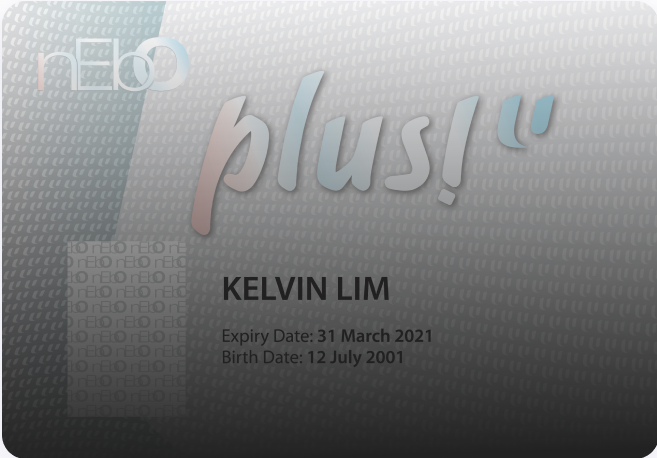 nEbO
plus!
KELVIN LIM
Expiry Date: 31 March 2021
Birth Date: 12 July 2001